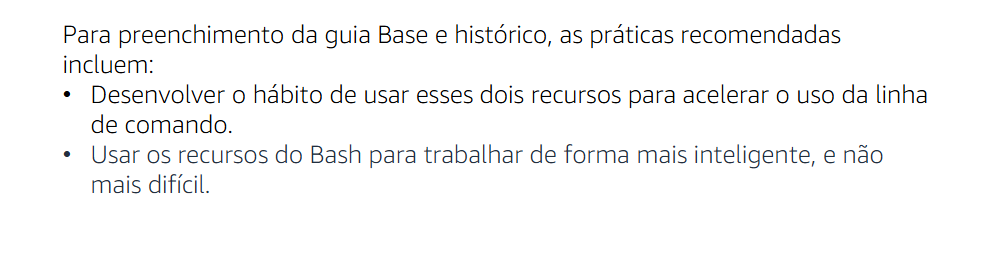 Para preenchimento da guia Base e histórico, as práticas recomendadas
incluem:
• Desenvolver o hábito de usar esses dois recursos para acelerar o uso da linha
de comando.
• Usar os recursos do Bash para trabalhar de forma mais inteligente, e não
mais difícil.